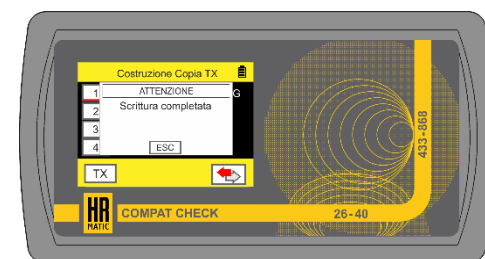 Costruzione Copia TX
1
ATTENZIONE
G
Scrittura completata
2
3
4
ESC
TX
HR
MATIC
COMPAT CHECK
26-40
433-868